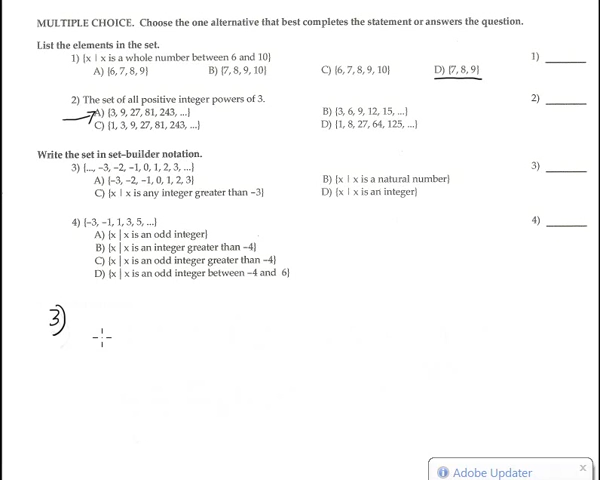 MULTIPLE CHOICE. Choose the one alternative that best completes the statement or answers the question.
List the elements in the set.
1) {x | x is a whole number between 6 and 10} 1) ______
A) {6, 7, 8, 9} B) {7, 8, 9, 10} C) {6, 7, 8, 9, 10} D) {7, 8, 9}
2) The set of all positive integer powers of 3. 2) ______
A) {3, 9, 27, 81, 243, ...} B) {3, 6, 9, 12, 15, ...}
C) {1, 3, 9, 27, 81, 243, ...} D) {1, 8, 27, 64, 125, ...}
Write the set in set-builder notation.
3) {..., -3, -2, -1, 0, 1, 2, 3, ...} 3) ______
A) {-3, -2, -1, 0, 1, 2, 3} B) {x | x is a natural number}
C) {x | x is any integer greater than -3} D) {x | x is an integer}
4) {-3, -1, 1, 3, 5, ...} 4) ______
A) {x | x is an odd integer}
B) {x | x is an integer greater than -4}
C) {x | x is an odd integer greater than -4}
D) {x | x is an odd integer between -4 and 6}
3)
Adobe Updater x